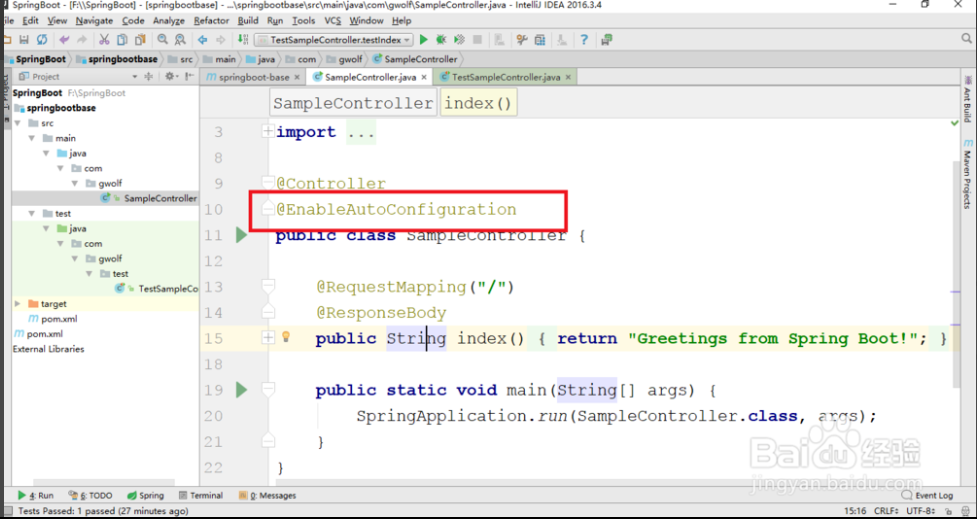 SpringBoot - [F:\\SpringBoot] - [springbootbase] - ...\springbootbase\src\main\java\com\gwolf\SampleController.java - IntelliJ IDEA 2016.3.4
File Edit View Navigate Code Analyze Refactor Build Run Tools VCS Window Help
TestSampleController.testIndex
SpringBoot springbootbase src main java com gwolf SampleController
Project
springboot-base SampleController.java TestSampleController.java
SpringBoot F:\SpringBoot
springbootbase
src
main
java
com
gwolf
SampleController
test
java
com
gwolf
test
TestSampleCo
target
pom.xml
pom.xml
External Libraries
SampleController index()
3 import ...
8
9 @Controller
10 @EnableAutoConfiguration
11 public class SampleController {
12
13 @RequestMapping("/")
14 @ResponseBody
15 public String index() { return "Greetings from Spring Boot!"; }
18
19 public static void main(String[] args) {
20 SpringApplication.run(SampleController.class, args);
21 }
22 }
Ant Build
Maven Projects
Baidu 经验
jingyan.baidu.com
4: Run 6: TODO Spring Terminal 0: Messages Event Log
Tests Passed: 1 passed (27 minutes ago) 15:16 CRLF÷ UTF-8÷